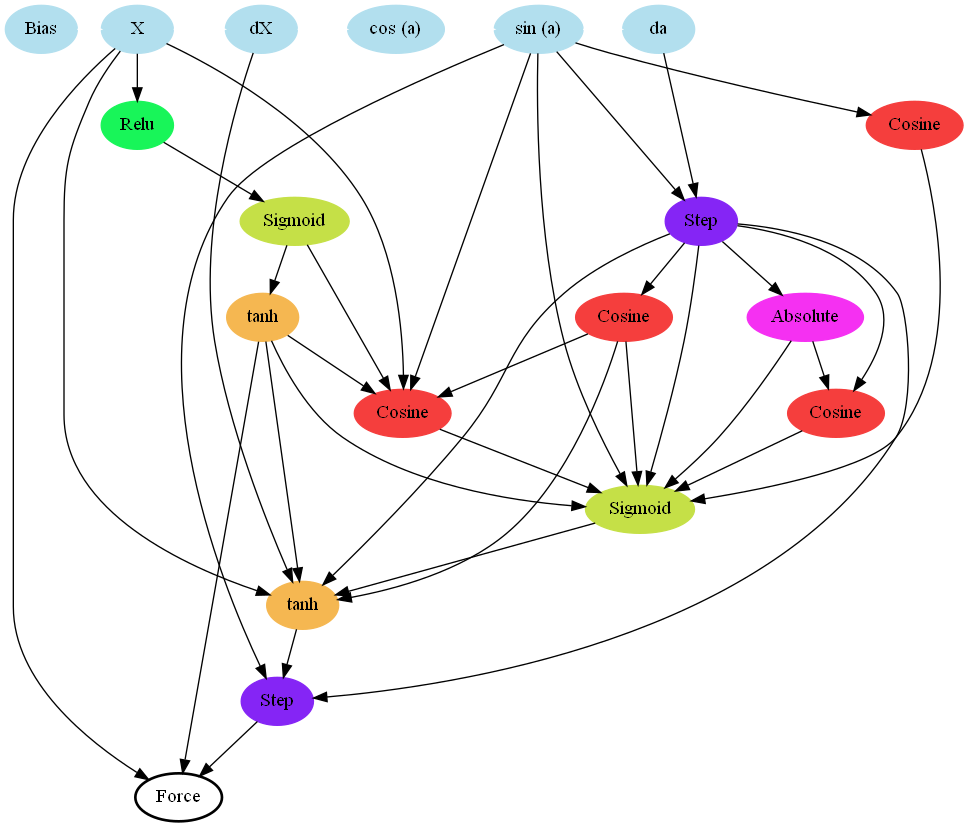 Bias
X
dX
cos (a)
sin (a)
da
Relu
Cosine
Sigmoid
Step
tanh
Cosine
Absolute
Cosine
Cosine
Sigmoid
tanh
Step
Force